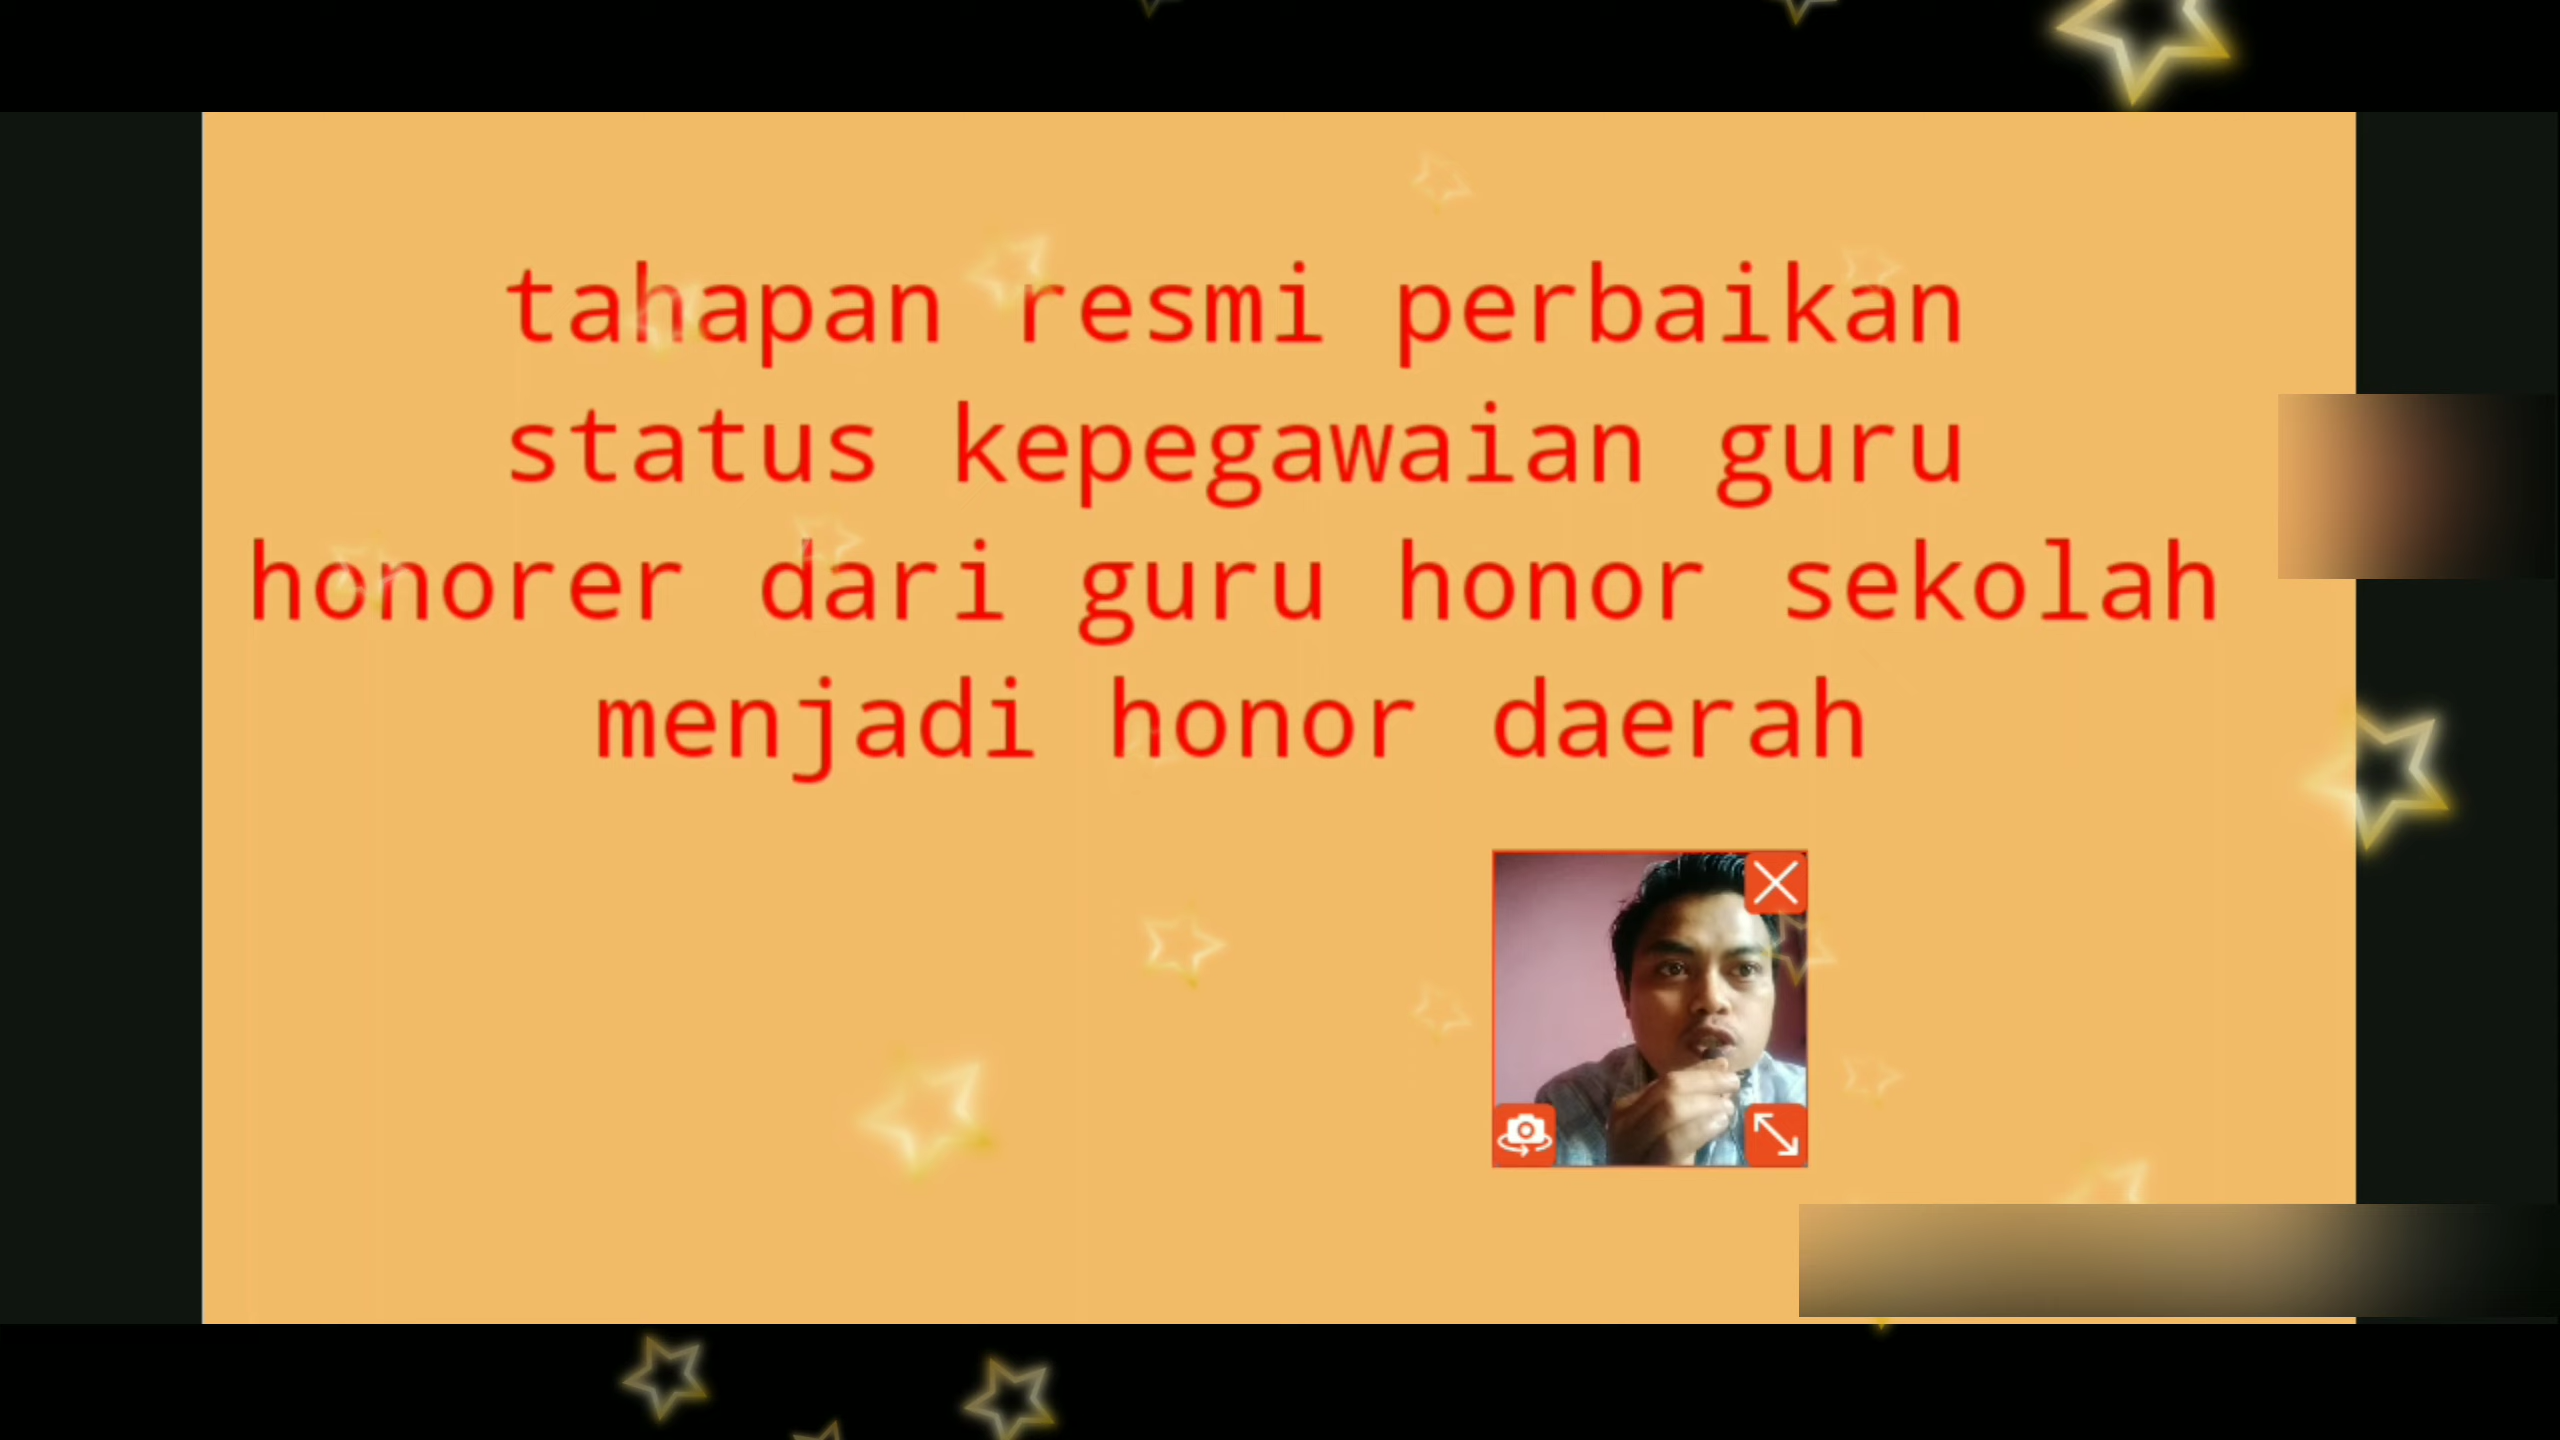 tahapan resmi perbaikan
status kepegawaian guru
honorer dari guru honor sekolah
menjadi honor daerah